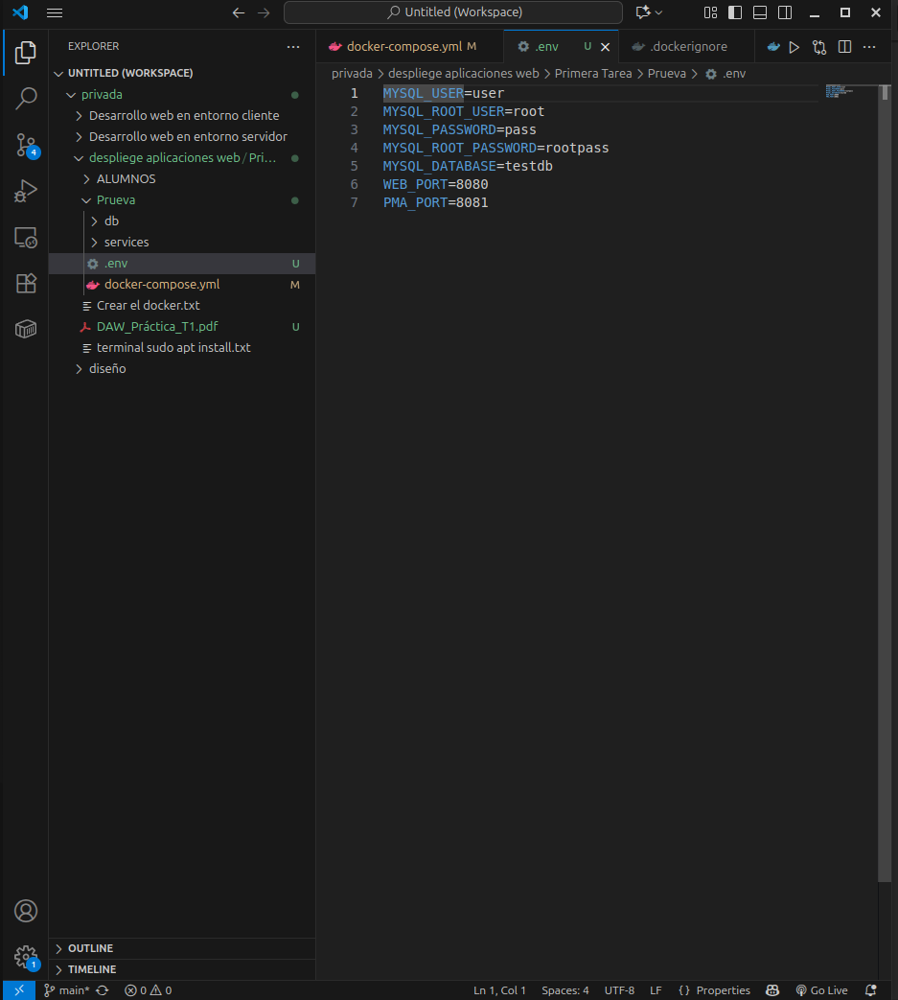 Untitled (Workspace)
EXPLORER
UNTITLED (WORKSPACE)
privada
Desarrollo web en entorno cliente
Desarrollo web en entorno servidor
despliege aplicaciones web / Pri...
ALUMNOS
Prueva
db
services
.env U
docker-compose.yml M
Crear el docker.txt
DAW_Práctica_T1.pdf U
terminal sudo apt install.txt
diseño
4
OUTLINE
TIMELINE
1
docker-compose.yml M
.env U
.dockerignore
privada > despliege aplicaciones web > Primera Tarea > Prueva > .env
1 MYSQL_USER=user
2 MYSQL_ROOT_USER=root
3 MYSQL_PASSWORD=pass
4 MYSQL_ROOT_PASSWORD=rootpass
5 MYSQL_DATABASE=testdb
6 WEB_PORT=8080
7 PMA_PORT=8081
main* 0 0 Ln 1, Col 1 Spaces: 4 UTF-8 LF {} Properties Go Live